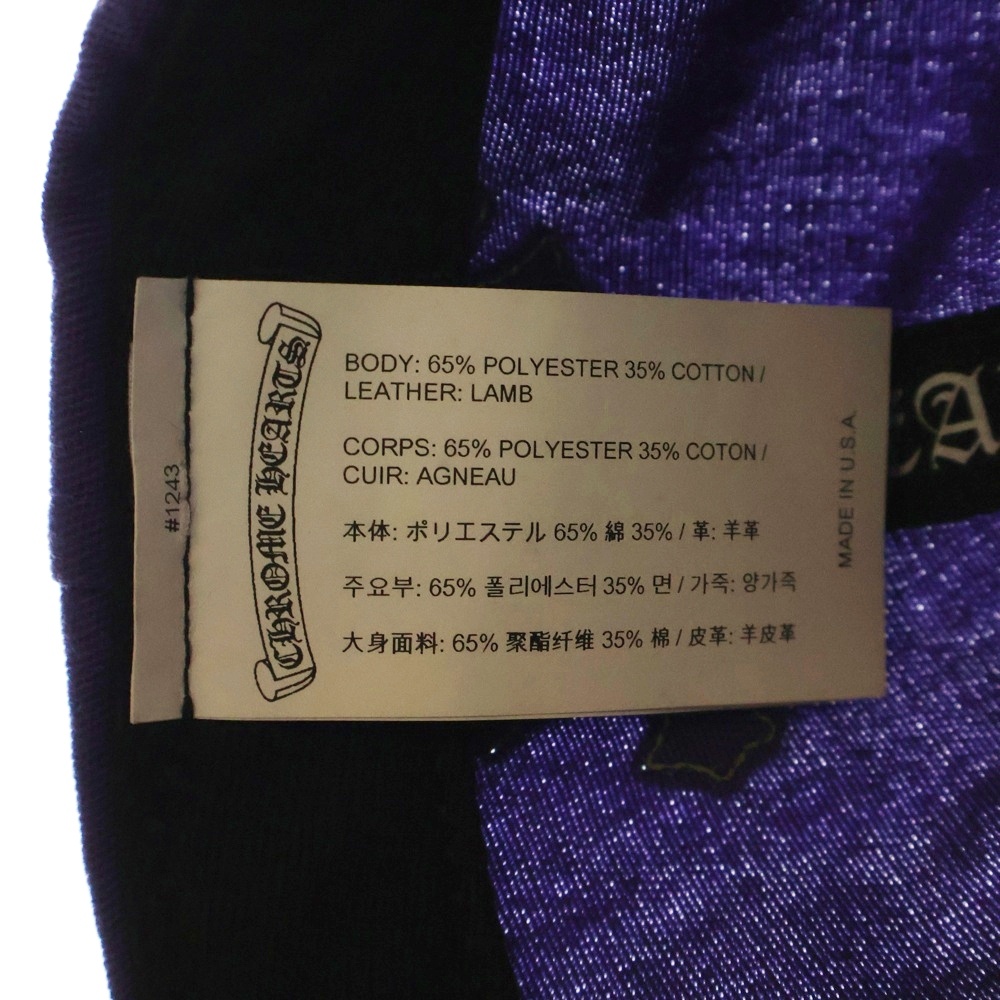 #1243
CHROME HEARTS
BODY: 65% POLYESTER 35% COTTON /
LEATHER: LAMB
CORPS: 65% POLYESTER 35% COTON /
CUIR: AGNEAU
本体: ポリエステル 65% 綿 35% / 革: 羊革
주요부: 65% 폴리에스터 35% 면 / 가죽: 양가죽
大身面料: 65% 聚酯纤维 35% 棉 / 皮革: 羊皮革
MADE IN U.S.A.